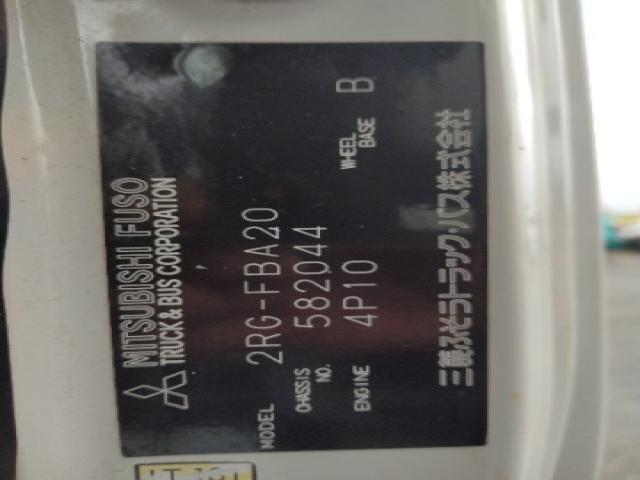 MITSUBISHI FUSO
TRUCK & BUS CORPORATION
MODEL 2RG-FBA20
CHASSIS NO. 582044
ENGINE 4P10
WHEEL BASE B
三菱ふそうトラック・バス株式会社